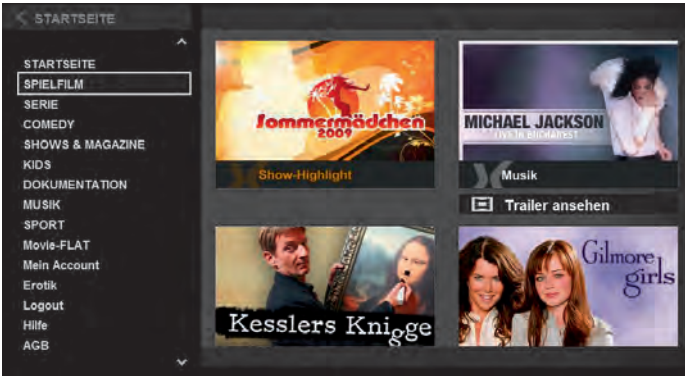 STARTSEITE
STARTSEITE
SPIELFILM
SERIE
COMEDY
SHOWS & MAGAZINE
KIDS
DOKUMENTATION
MUSIK
SPORT
Movie-FLAT
Mein Account
Erotik
Logout
Hilfe
AGB
Sommermädchen
2009
Show-Highlight
MICHAEL JACKSON
LIVE IN BUCHAREST
Musik
Trailer ansehen
Kesslers Knigge
Gilmore
girls